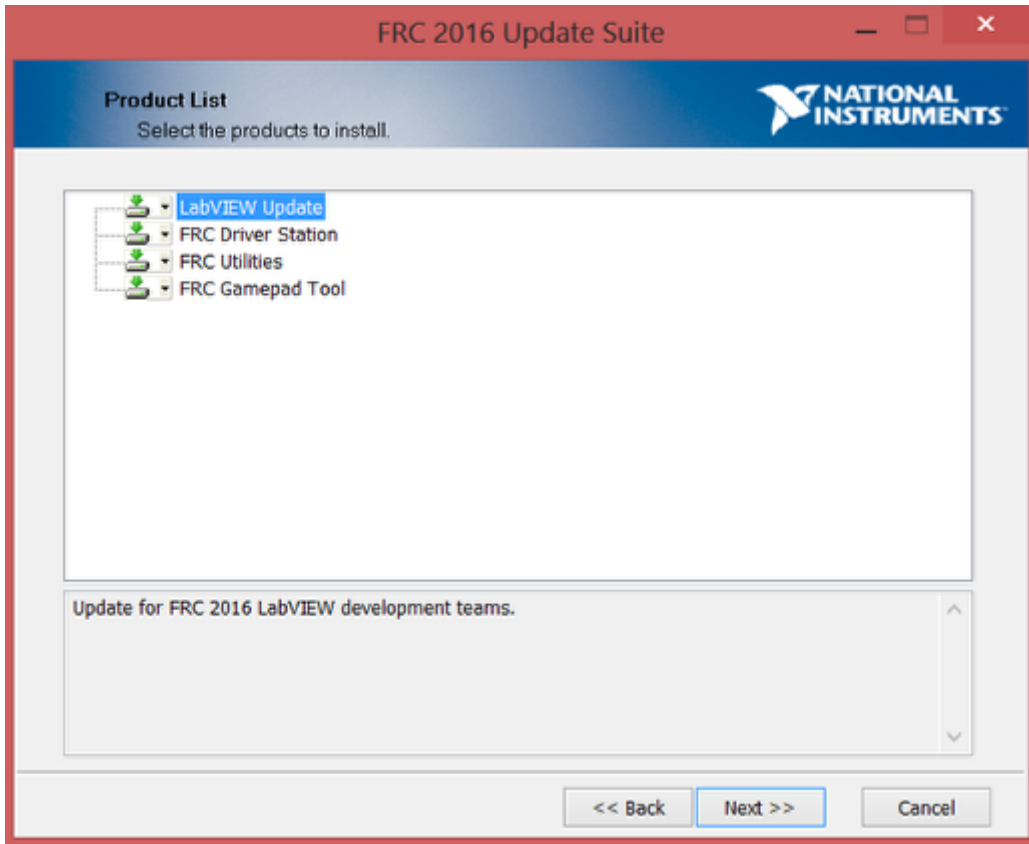 FRC 2016 Update Suite
Product List
Select the products to install.
NATIONAL
INSTRUMENTS
LabVIEW Update
FRC Driver Station
FRC Utilities
FRC Gamepad Tool
Update for FRC 2016 LabVIEW development teams.
<< Back
Next >>
Cancel